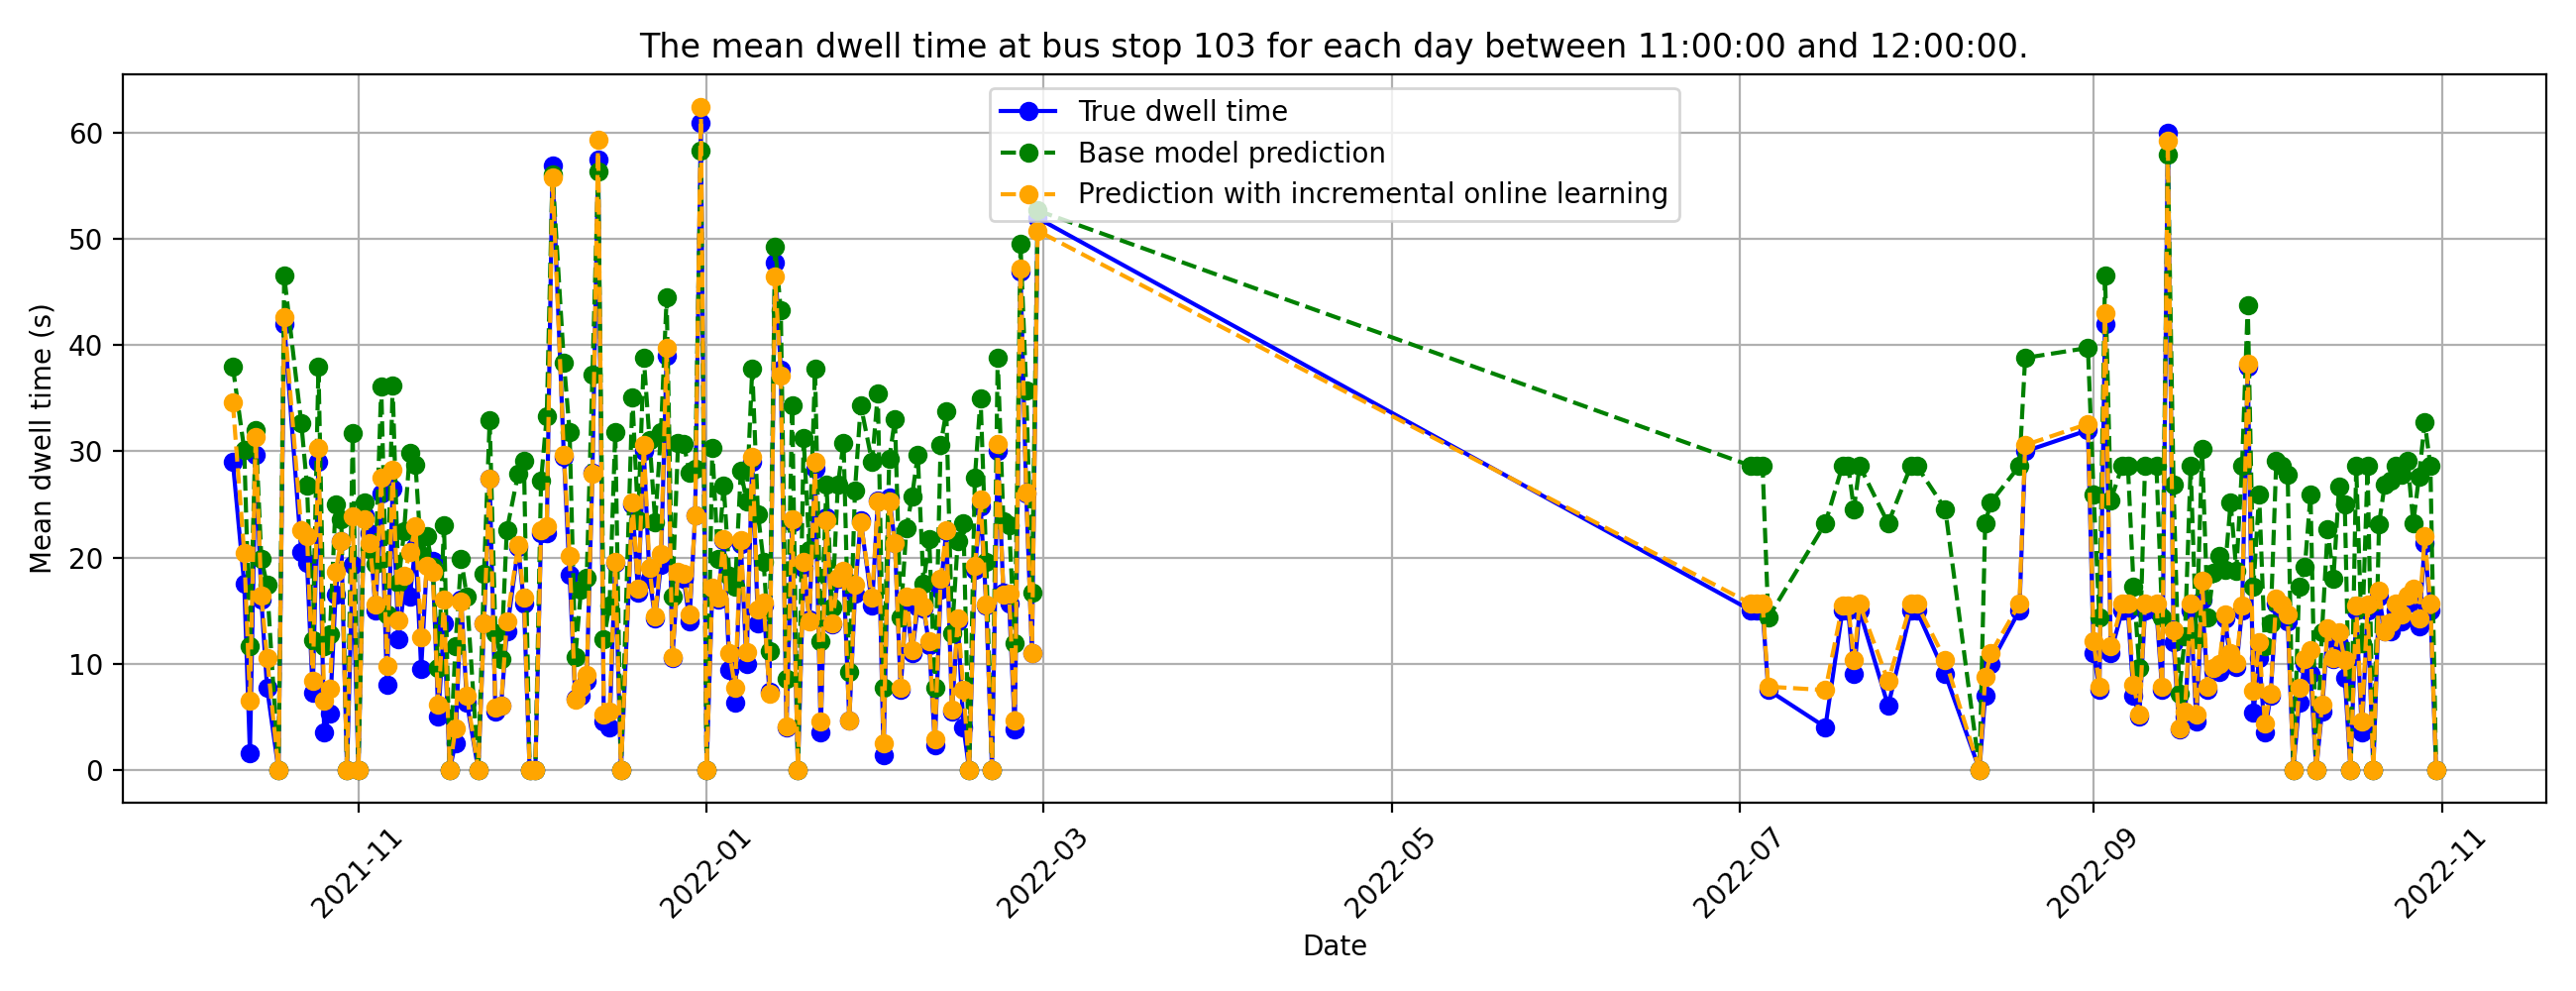 The mean dwell time at bus stop 103 for each day between 11:00:00 and 12:00:00.
True dwell time
Base model prediction
Prediction with incremental online learning
Mean dwell time (s)
60
50
40
30
20
10
0
2021-11
2022-01
2022-03
2022-05
2022-07
2022-09
2022-11
Date